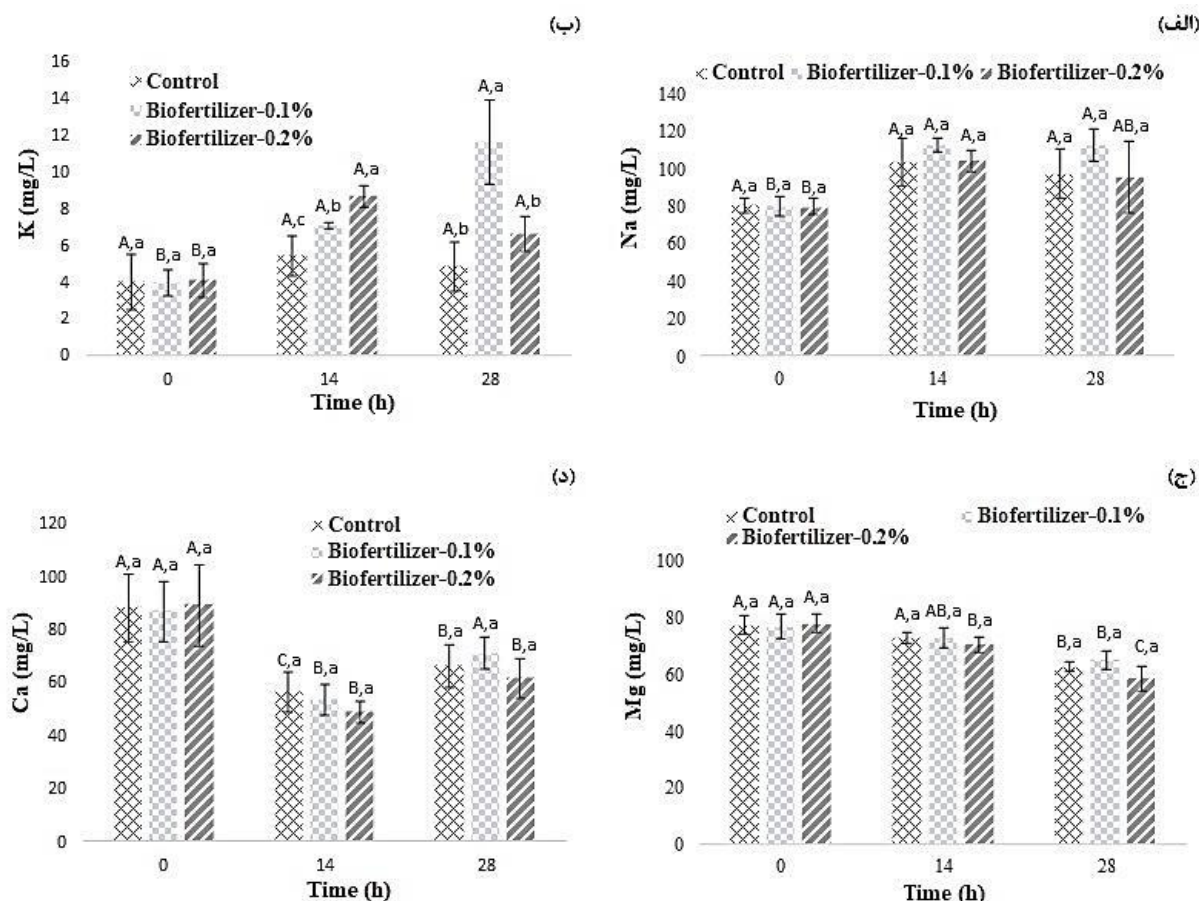 (ب)
K (mg/L)
16
14
12
10
8
6
4
2
0
Control
Biofertilizer-0.1%
Biofertilizer-0.2%
A,a
B,a
B,a
A,c
A,b
A,a
A,b
A,a
A,b
0 14 28
Time (h)
(الف)
Control Biofertilizer-0.1% Biofertilizer-0.2%
Na (mg/L)
140
120
100
80
60
40
20
0
A,a
B,a
B,a
A,a
A,a
A,a
A,a
A,a
AB,a
0 14 28
Time (h)
(د)
Ca (mg/L)
120
100
80
60
40
20
0
Control
Biofertilizer-0.1%
Biofertilizer-0.2%
A,a
A,a
A,a
C,a
B,a
B,a
B,a
A,a
B,a
0 14 28
Time (h)
(ج)
Control Biofertilizer-0.1%
Biofertilizer-0.2%
Mg (mg/L)
100
80
60
40
20
0
A,a
A,a
A,a
A,a
AB,a
B,a
B,a
B,a
C,a
0 14 28
Time (h)